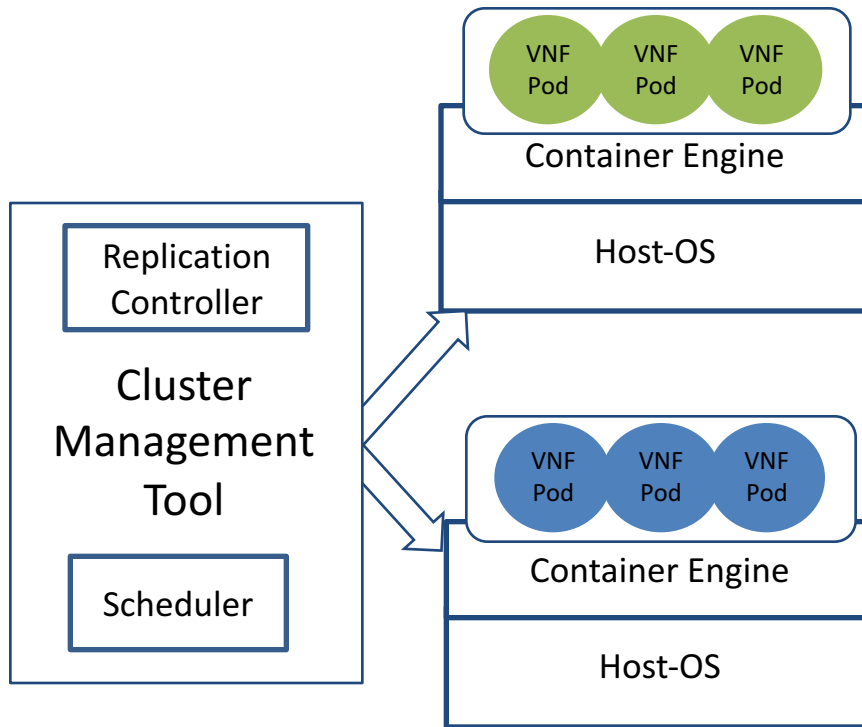 Replication
Controller
Cluster
Management
Tool
Scheduler
VNF
Pod
VNF
Pod
VNF
Pod
Container Engine
Host-OS
VNF
Pod
VNF
Pod
VNF
Pod
Container Engine
Host-OS